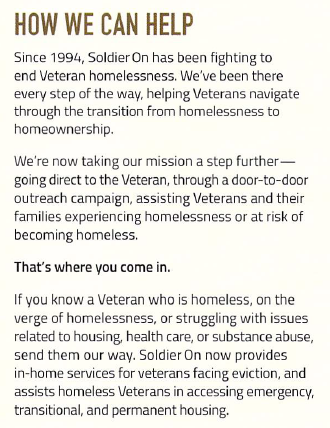 HOW WE CAN HELP
Since 1994, Soldier On has been fighting to
end Veteran homelessness. We've been there
every step of the way, helping Veterans navigate
through the transition from homelessness to
homeownership.
We're now taking our mission a step further—
going direct to the Veteran, through a door-to-door
outreach campaign, assisting Veterans and their
families experiencing homelessness or at risk of
becoming homeless.
That's where you come in.
If you know a Veteran who is homeless, on the
verge of homelessness, or struggling with issues
related to housing, health care, or substance abuse,
send them our way. Soldier On now provides
in-home services for veterans facing eviction, and
assists homeless Veterans in accessing emergency,
transitional, and permanent housing.